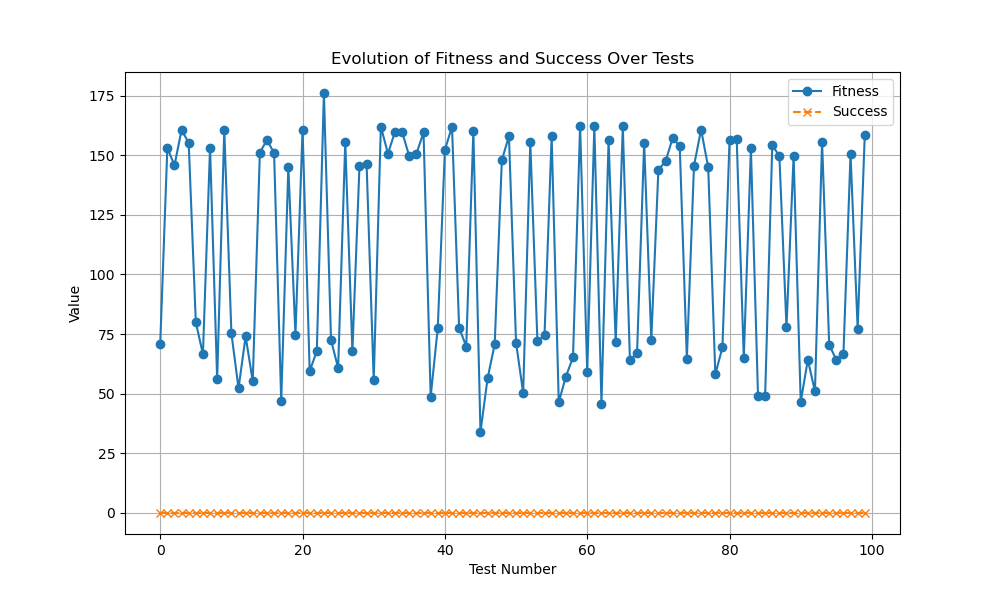 Evolution of Fitness and Success Over Tests
Fitness
Success
175
150
125
100
75
50
25
0
Value
0 20 40 60 80 100
Test Number